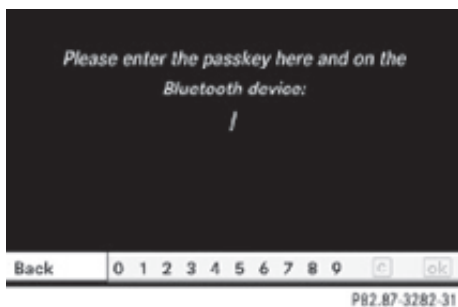 Please enter the passkey here and on the
Bluetooth device:
Back 0 1 2 3 4 5 6 7 8 9 C ok
P82.87-3282-31